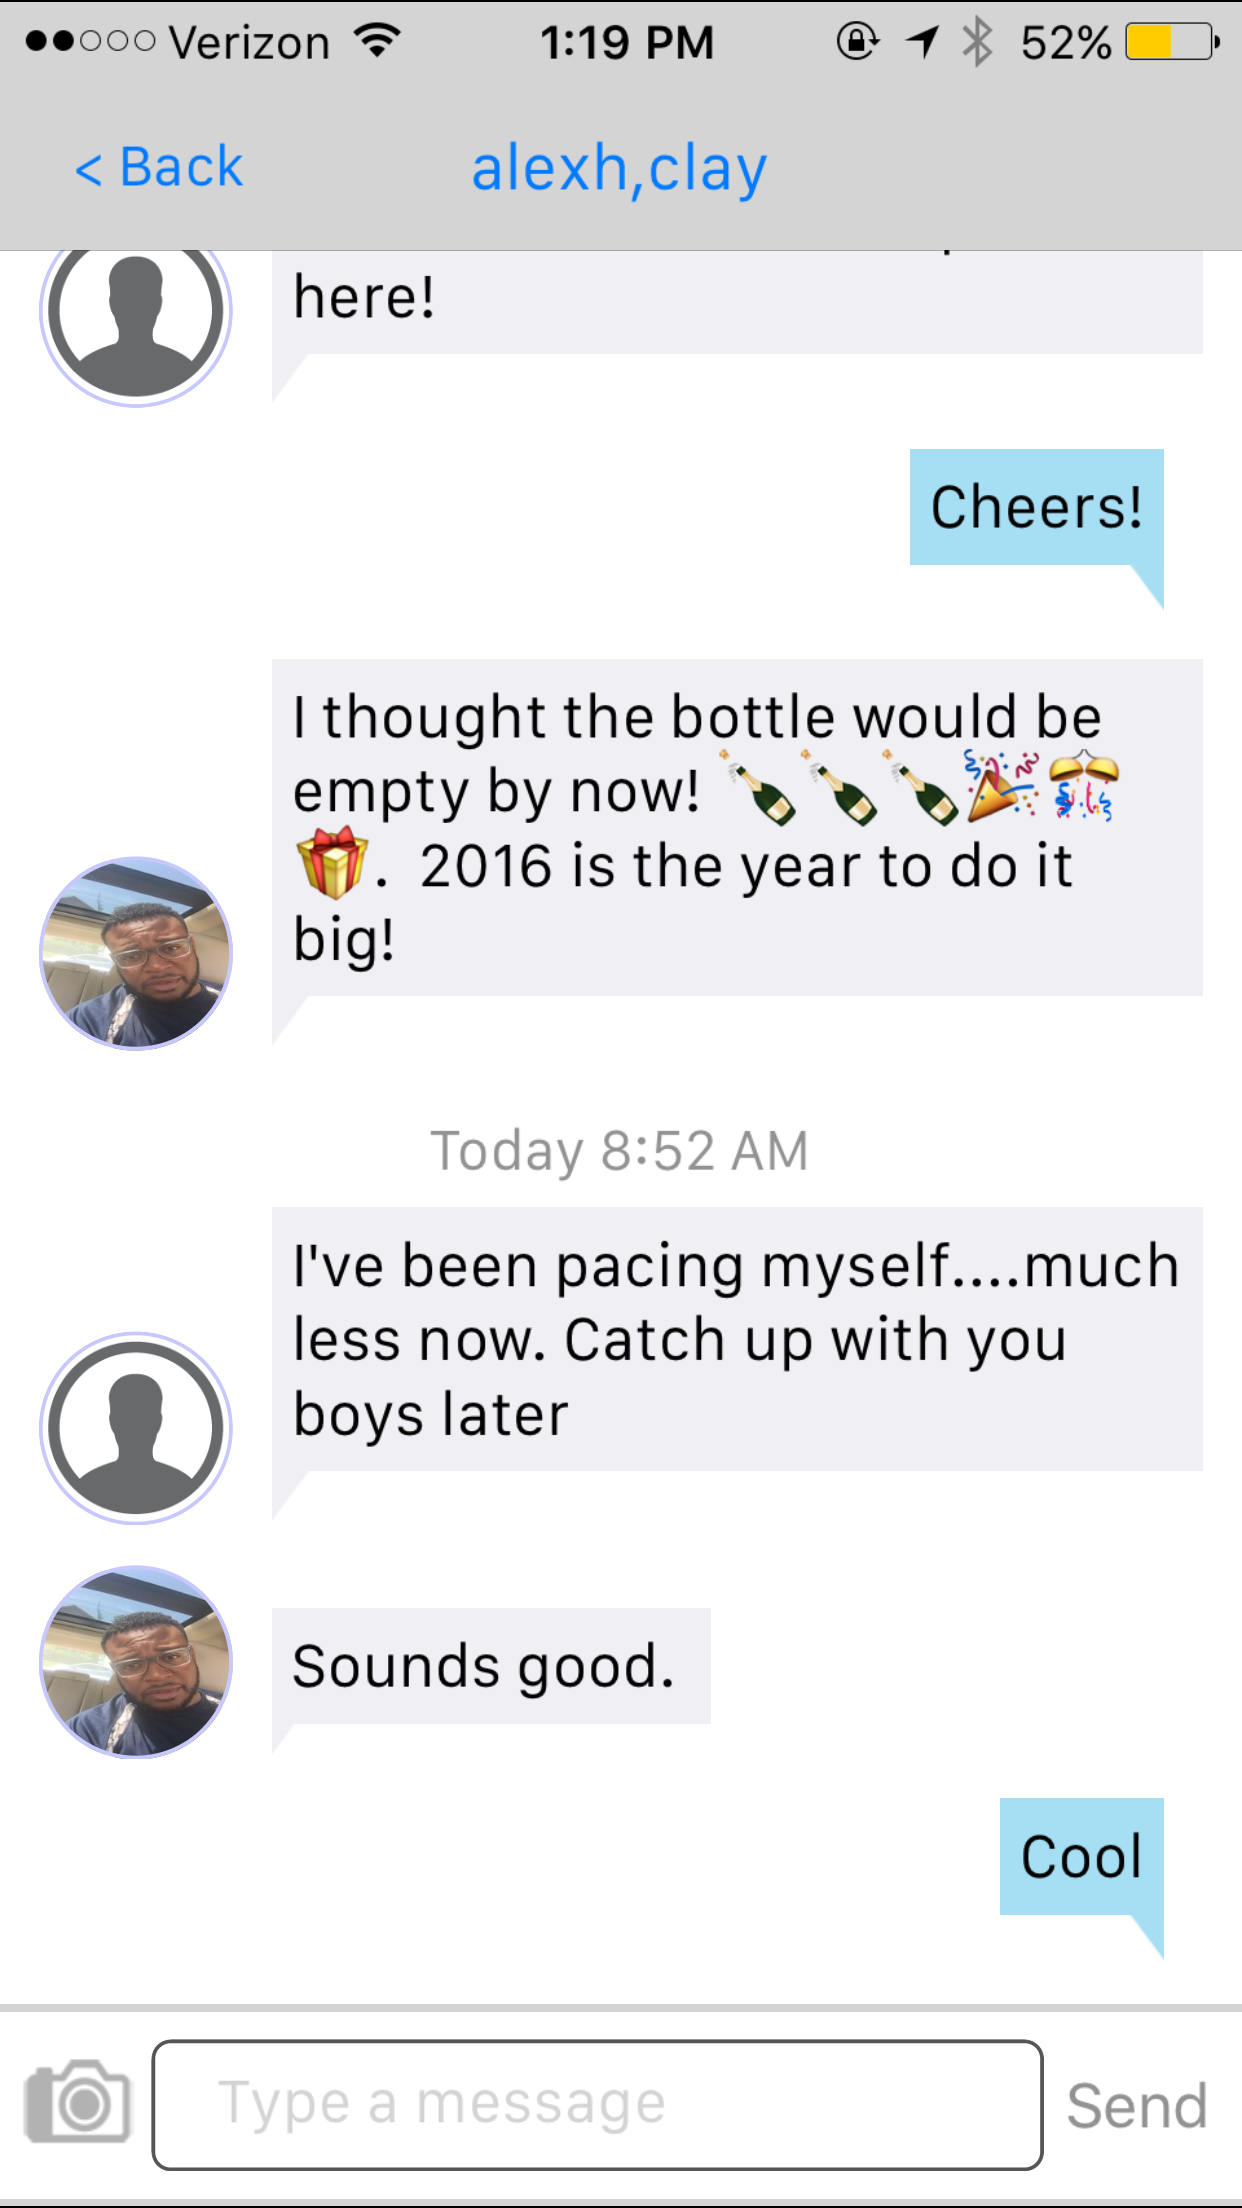 Verizon 1:19 PM 52%
< Back alexh,clay
here!
Cheers!
I thought the bottle would be
empty by now! 🍾🍾🍾🎉🎊
🎁. 2016 is the year to do it
big!
Today 8:52 AM
I've been pacing myself....much
less now. Catch up with you
boys later
Sounds good.
Cool
Type a message Send